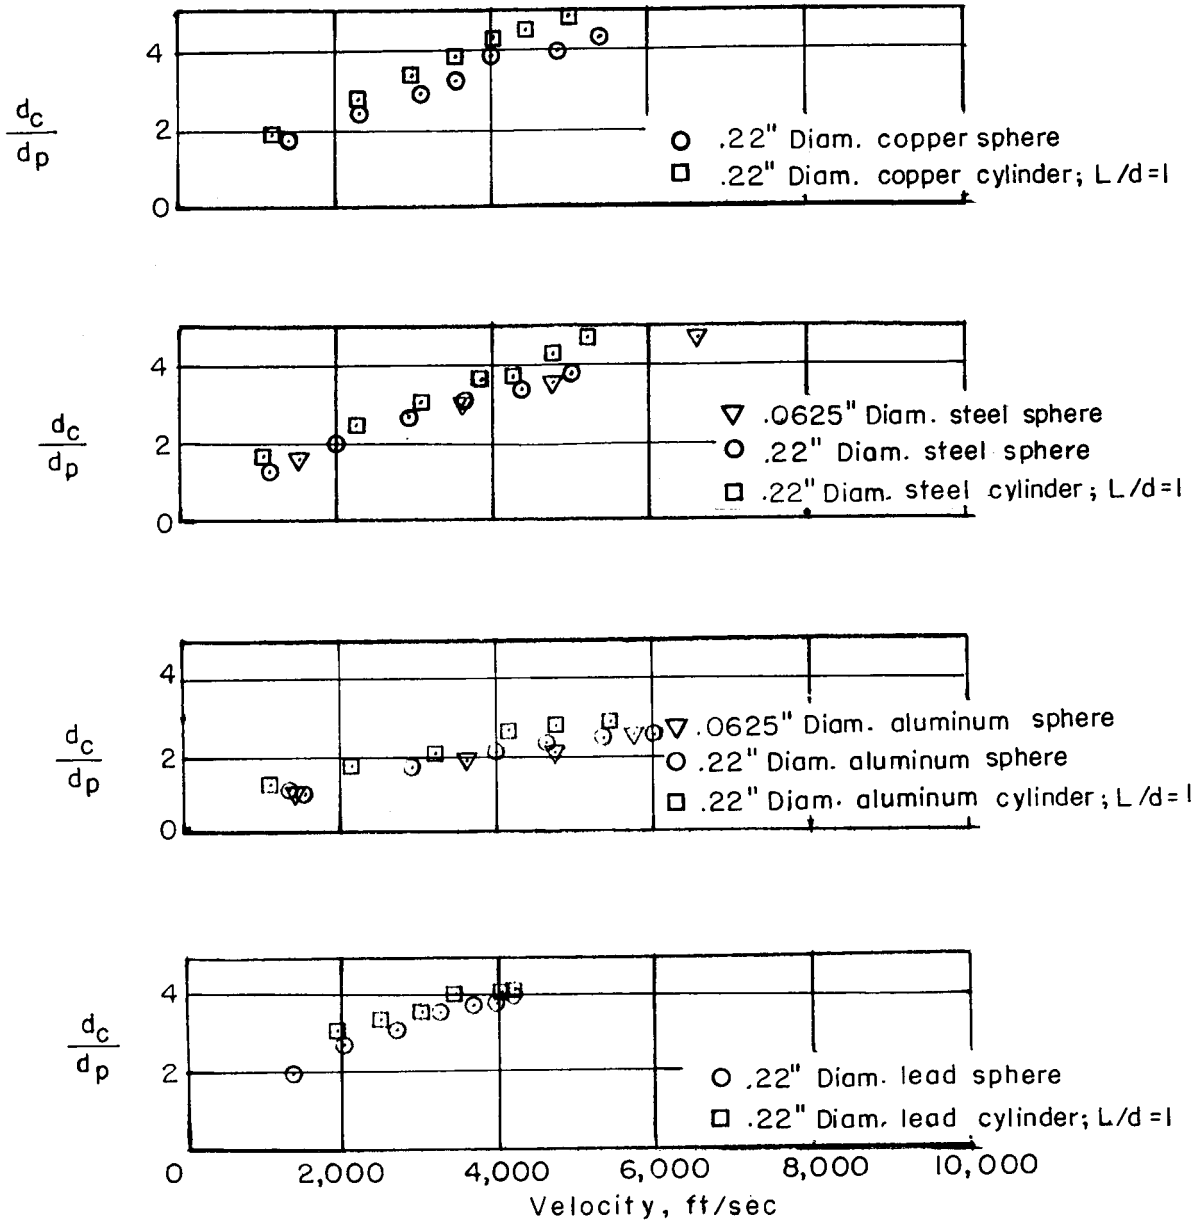 4
2
0
dc
dp
.22" Diam. copper sphere
.22" Diam. copper cylinder; L/d=1
4
2
0
dc
dp
.0625" Diam. steel sphere
.22" Diam. steel sphere
.22" Diam. steel cylinder; L/d=1
4
2
0
dc
dp
.0625" Diam. aluminum sphere
.22" Diam. aluminum sphere
.22" Diam. aluminum cylinder; L/d=1
4
2
dc
dp
.22" Diam. lead sphere
.22" Diam. lead cylinder; L/d=1
0 2,000 4,000 6,000 8,000 10,000
Velocity, ft/sec